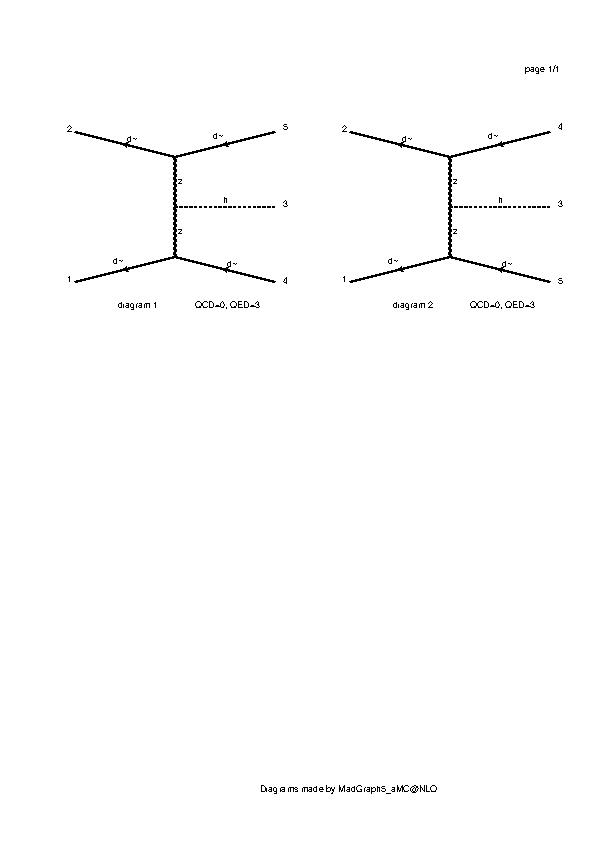 page 1/1
2 d~ d~ 5
z
h 3
z
1 d~ d~ 4
diagram 1 QCD=0, QED=3
2 d~ d~ 4
z
h 3
z
1 d~ d~ 5
diagram 2 QCD=0, QED=3
Diagrams made by MadGraph5_aMC@NLO